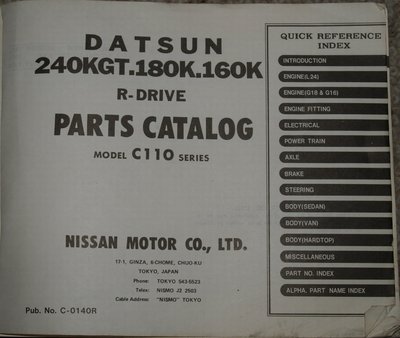 DATSUN
240KGT.180K.160K
R-DRIVE
PARTS CATALOG
MODEL C110 SERIES
NISSAN MOTOR CO., LTD.
17-1, GINZA, 6-CHOME, CHUO-KU
TOKYO, JAPAN
Phone: TOKYO 543-5523
Telex: NISMO J2 2503
Cable Address: "NISMO" TOKYO
Pub. No. C-0140R
QUICK REFERENCE
INDEX
INTRODUCTION
ENGINE(L24)
ENGINE(G18 & G16)
ENGINE FITTING
ELECTRICAL
POWER TRAIN
AXLE
BRAKE
STEERING
BODY(SEDAN)
BODY(VAN)
BODY(HARDTOP)
MISCELLANEOUS
PART NO. INDEX
ALPHA. PART NAME INDEX